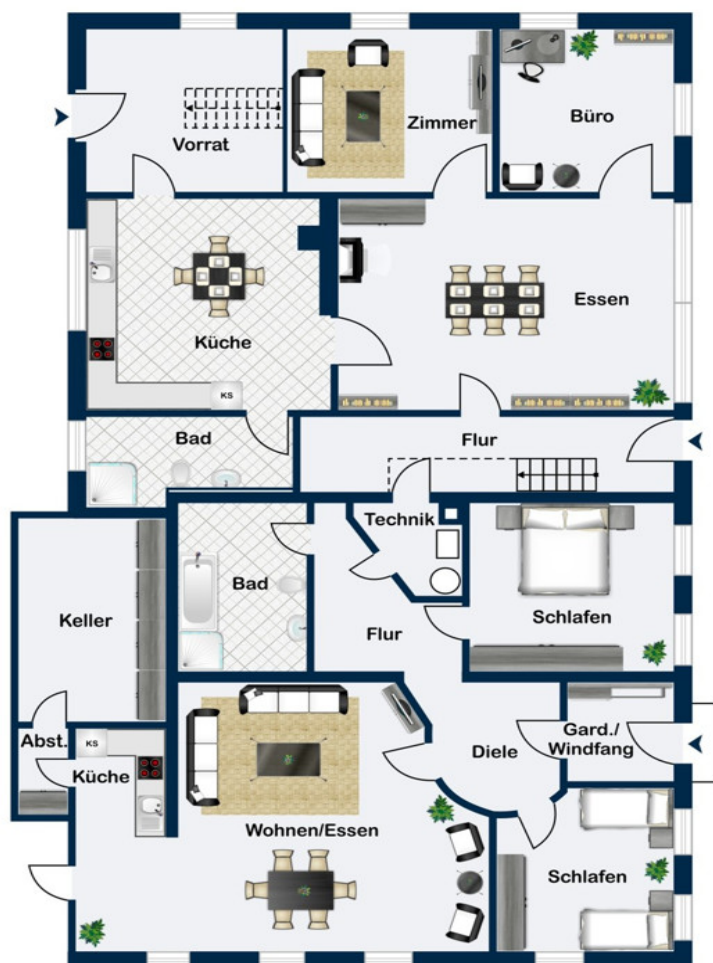 Vorrat
Zimmer
Büro
Küche
Essen
KS
Bad
Flur
Technik
Bad
Schlafen
Keller
Flur
Abst.
KS
Küche
Diele
Gard./
Windfang
Wohnen/Essen
Schlafen